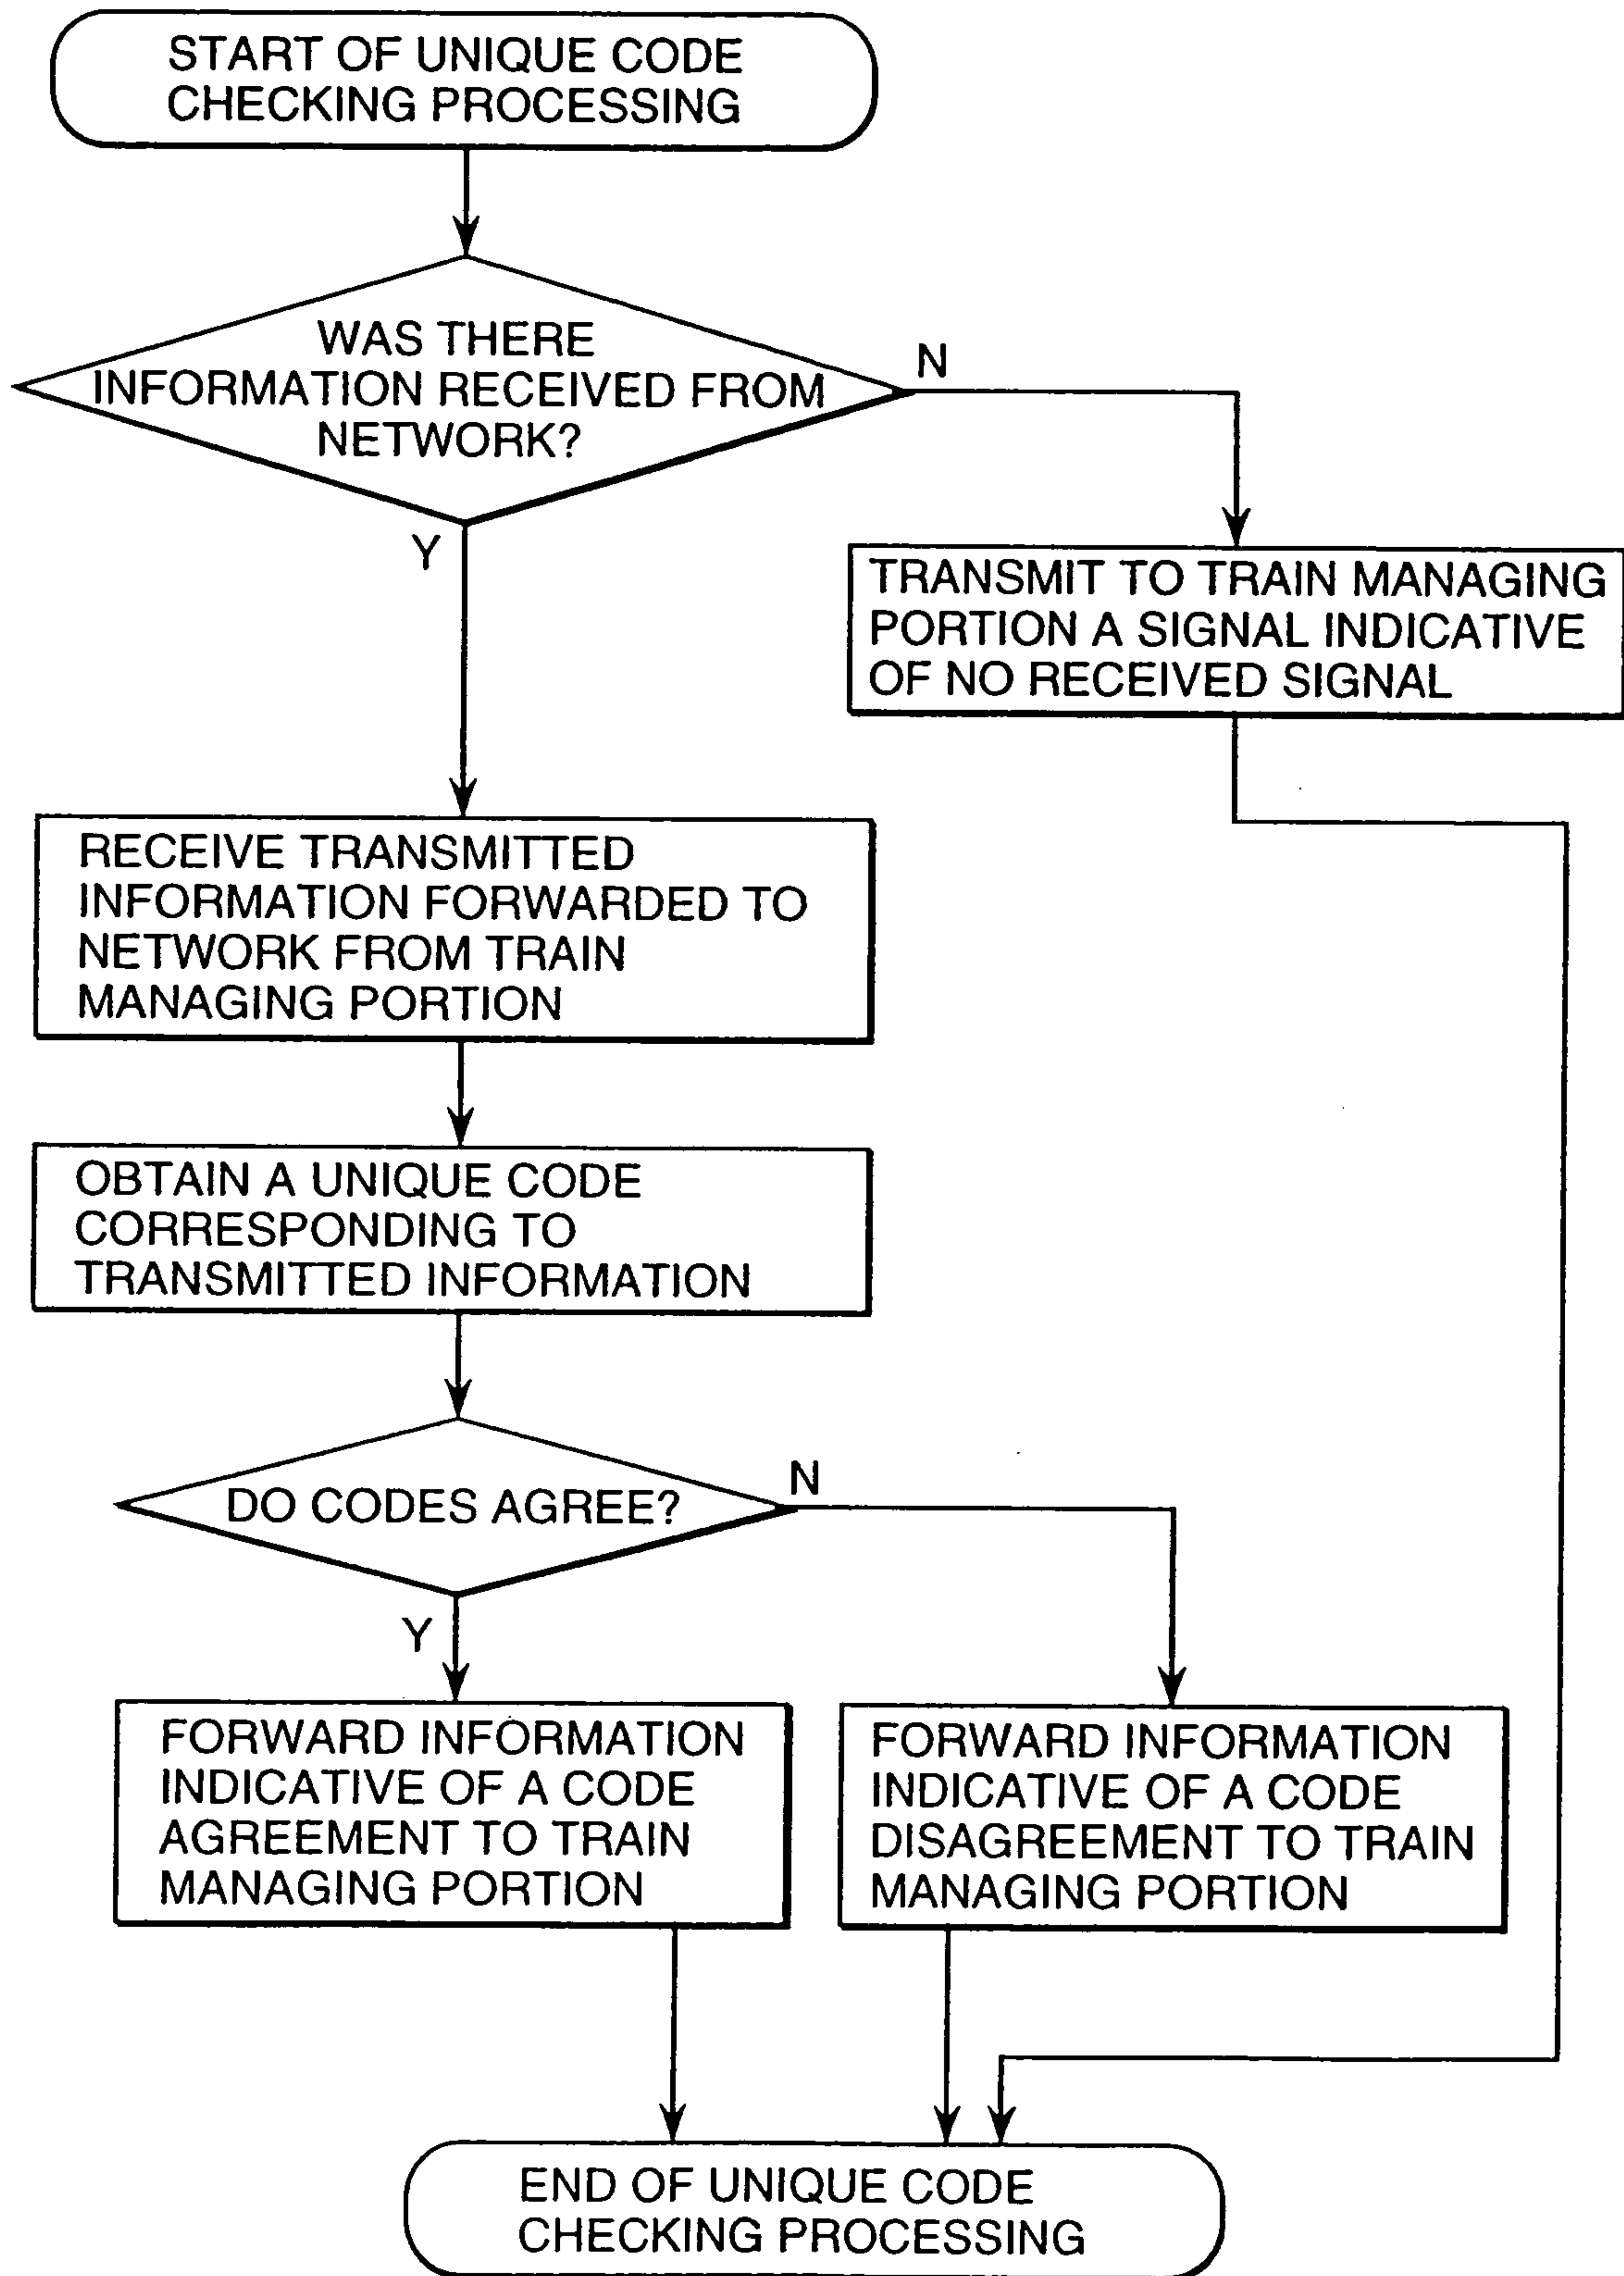 START OF UNIQUE CODE
CHECKING PROCESSING
WAS THERE
INFORMATION RECEIVED FROM
NETWORK?
N
Y
TRANSMIT TO TRAIN MANAGING
PORTION A SIGNAL INDICATIVE
OF NO RECEIVED SIGNAL
RECEIVE TRANSMITTED
INFORMATION FORWARDED TO
NETWORK FROM TRAIN
MANAGING PORTION
OBTAIN A UNIQUE CODE
CORRESPONDING TO
TRANSMITTED INFORMATION
DO CODES AGREE?
N
Y
FORWARD INFORMATION
INDICATIVE OF A CODE
AGREEMENT TO TRAIN
MANAGING PORTION
FORWARD INFORMATION
INDICATIVE OF A CODE
DISAGREEMENT TO TRAIN
MANAGING PORTION
END OF UNIQUE CODE
CHECKING PROCESSING